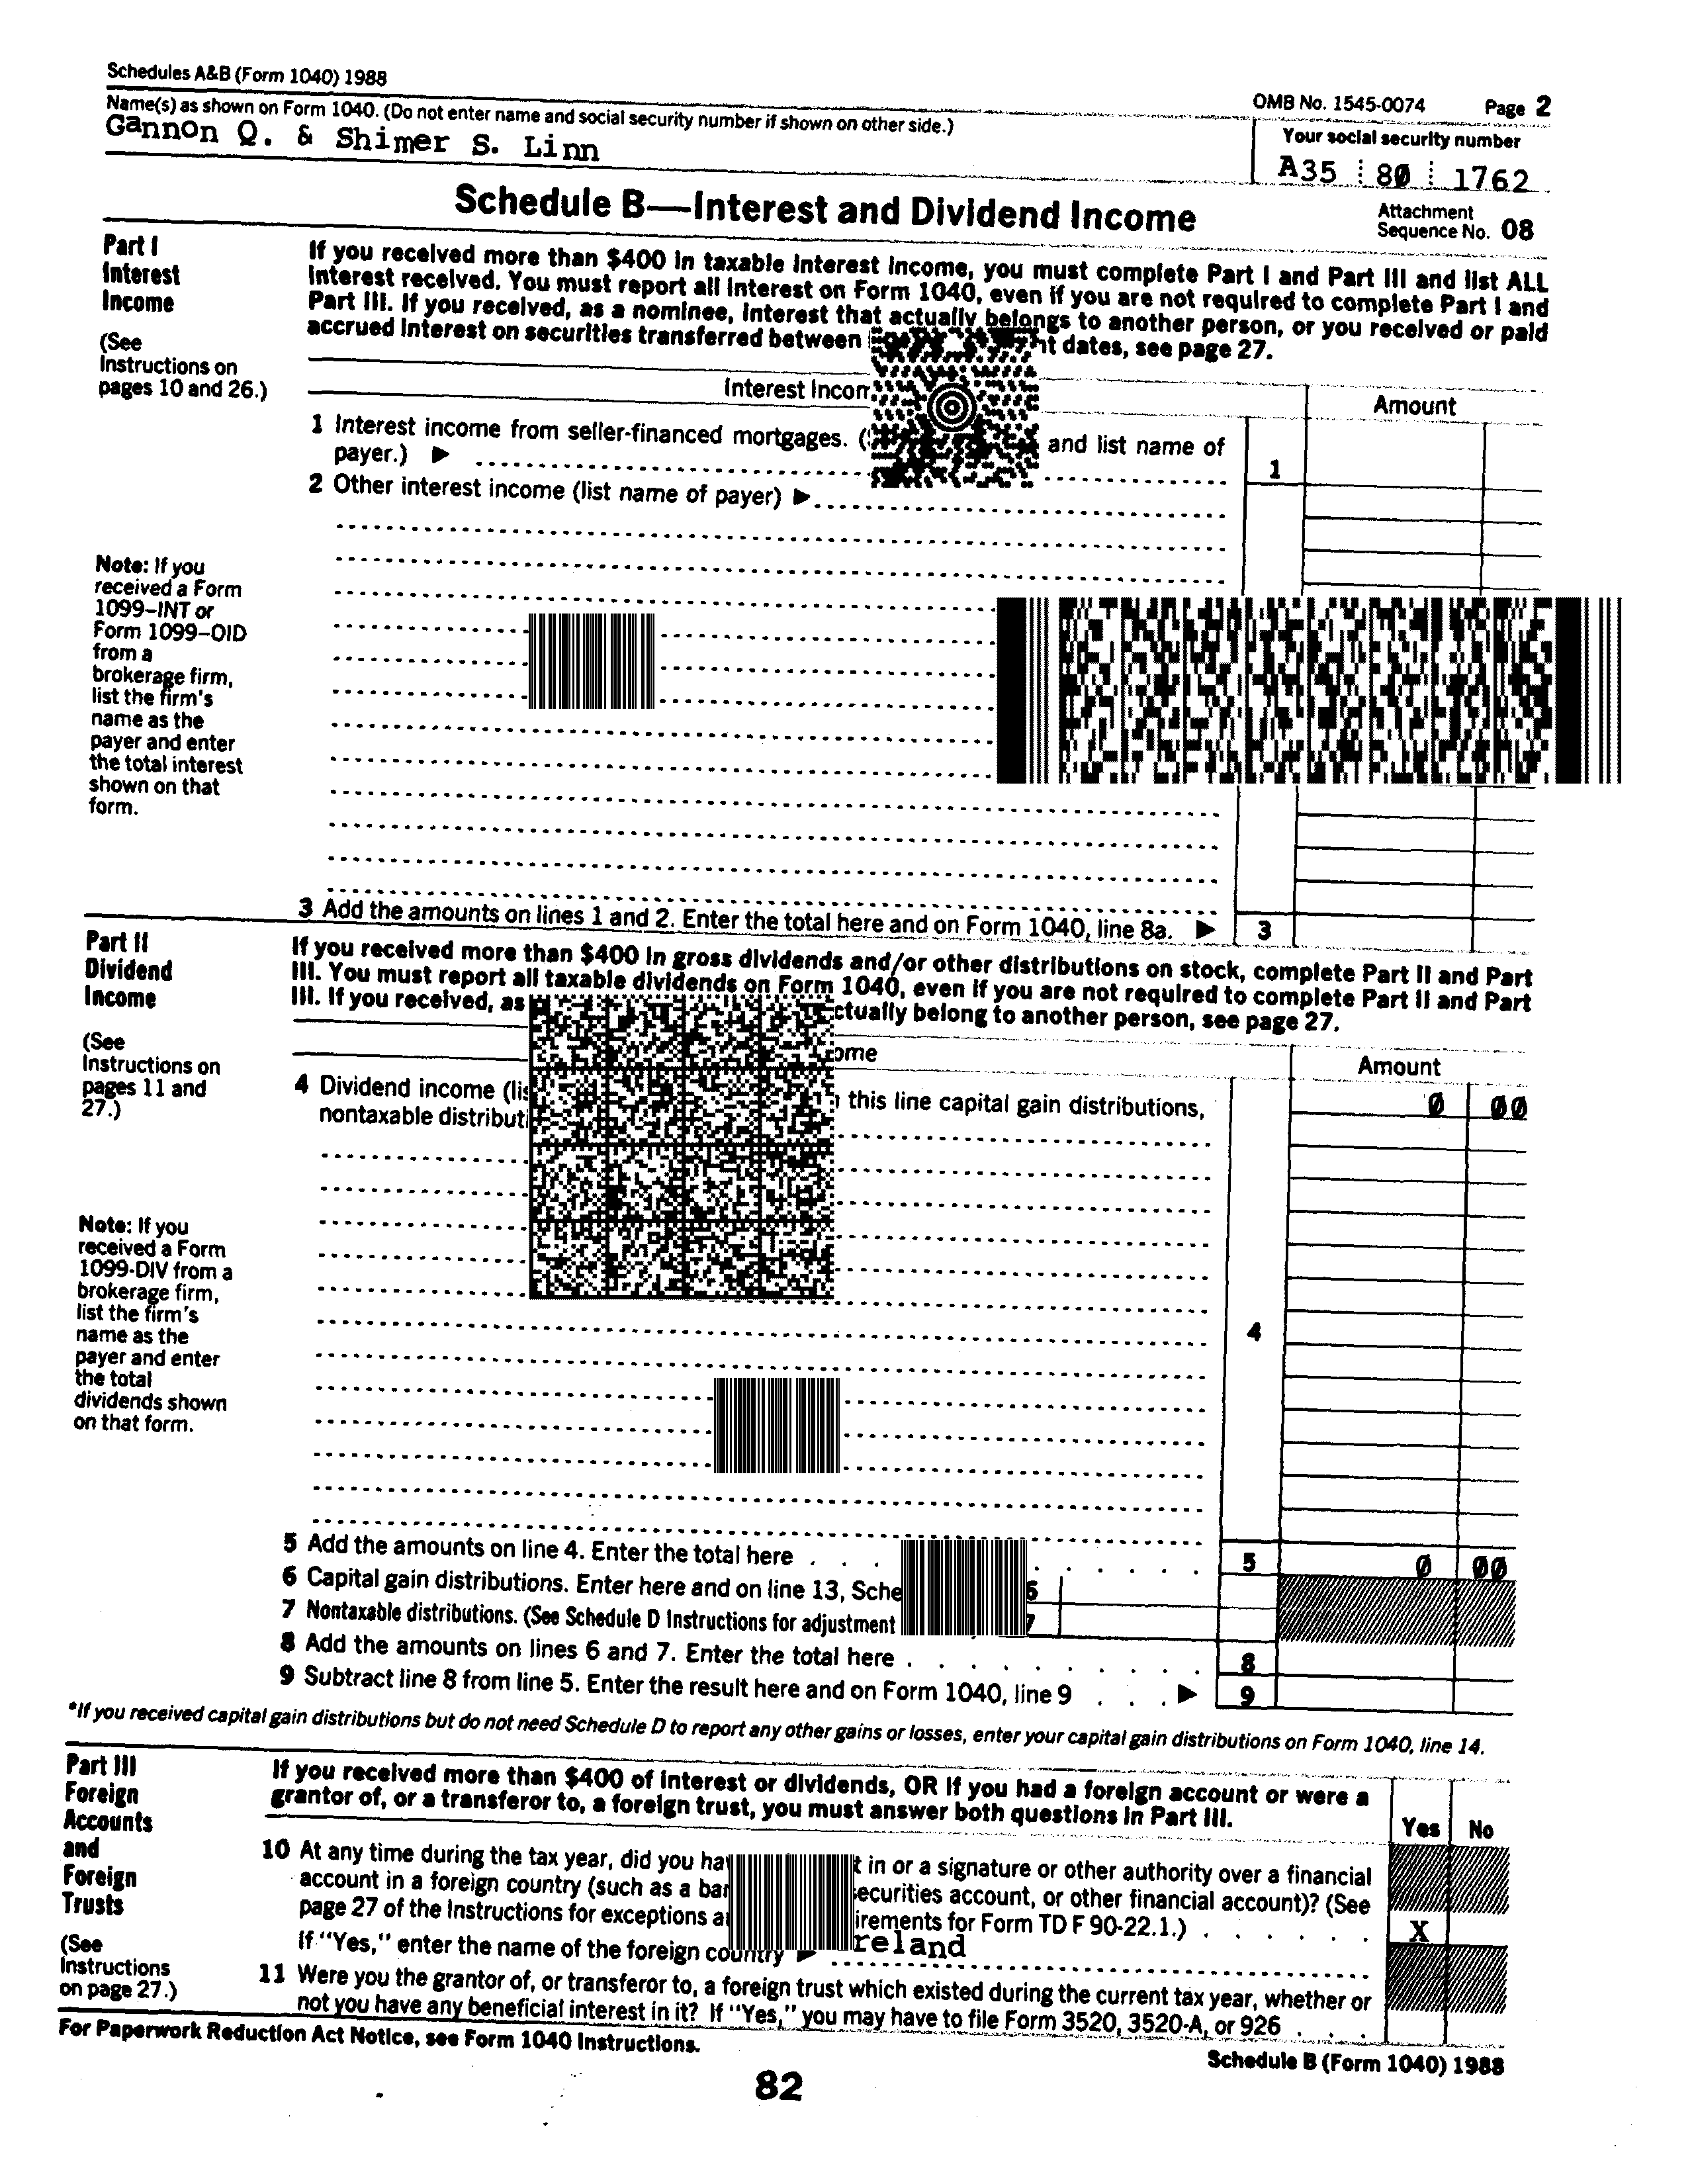 Schedules A&B (Form 1040) 1988
OMB No. 1545-0074 Page 2
Name(s) as shown on Form 1040. (Do not enter name and social security number if shown on other side.)
Your social security number
Gannon Q. & Shimer S. Linn
A35 80 1762
Schedule B—Interest and Dividend Income
Attachment
Sequence No. 08
Part I
Interest
Income
(See
Instructions on
pages 10 and 26.)
If you received more than $400 in taxable interest income, you must complete Part I and Part III and list ALL
interest received. You must report all interest on Form 1040, even if you are not required to complete Part I and
Part III. If you received, as a nominee, interest that actually belongs to another person, or you received or paid
accrued interest on securities transferred between dates, see page 27.
Interest
Amount
1 Interest income from seller-financed mortgages. ( and list name of
payer.) ▶
1
2 Other interest income (list name of payer) ▶
Note: If you
received a Form
1099–INT or
Form 1099–OID
from a
brokerage firm,
list the firm's
name as the
payer and enter
the total interest
shown on that
form.
3 Add the amounts on lines 1 and 2. Enter the total here and on Form 1040, line 8a. ▶ 3
Part II
Dividend
Income
(See
Instructions on
pages 11 and
27.)
If you received more than $400 in gross dividends and/or other distributions on stock, complete Part II and Part
III. You must report all taxable dividends on Form 1040, even if you are not required to complete Part II and Part
III. If you received, as belong to another person, see page 27.
Amount
4 Dividend income this line capital gain distributions,
0 00
nontaxable
4
Note: If you
received a Form
1099-DIV from a
brokerage firm,
list the firm's
name as the
payer and enter
the total
dividends shown
on that form.
5 Add the amounts on line 4. Enter the total here . . . 5 0 00
6 Capital gain distributions. Enter here and on line 13,
7 Nontaxable distributions. (See Schedule D Instructions for adjustment
8 Add the amounts on lines 6 and 7. Enter the total here . 8
9 Subtract line 8 from line 5. Enter the result here and on Form 1040, line 9 . . . ▶ 9
*If you received capital gain distributions but do not need Schedule D to report any other gains or losses, enter your capital gain distributions on Form 1040, line 14.
Part III
Foreign
Accounts
and
Foreign
Trusts
(See
Instructions
on page 27.)
If you received more than $400 of interest or dividends, OR if you had a foreign account or were a
grantor of, or a transferor to, a foreign trust, you must answer both questions in Part III.
Yes No
10 At any time during the tax year, did you in or a signature or other authority over a financial
account in a foreign country (such as a account, or other financial account)? (See
page 27 of the Instructions for exceptions for Form TD F 90-22.1.) X
If "Yes," enter the name of the foreign country ▶ reland
11 Were you the grantor of, or transferor to, a foreign trust which existed during the current tax year, whether or
not you have any beneficial interest in it? If "Yes," you may have to file Form 3520, 3520-A, or 926 . . .
For Paperwork Reduction Act Notice, see Form 1040 Instructions.
Schedule B (Form 1040) 1988
82